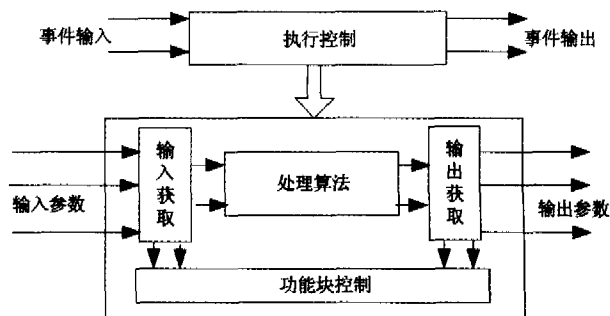 事件输入
执行控制
事件输出
输入参数
输入获取
处理算法
输出获取
输出参数
功能块控制